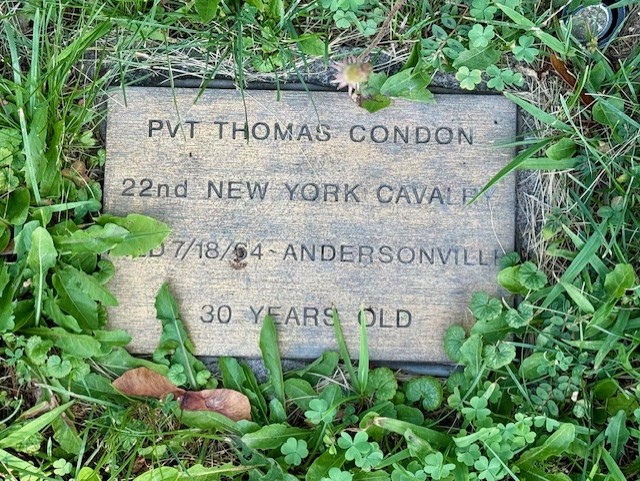 PVT THOMAS CONDON
22nd NEW YORK CAVALRY
DIED 7/18/64 - ANDERSONVILLE
30 YEARS OLD